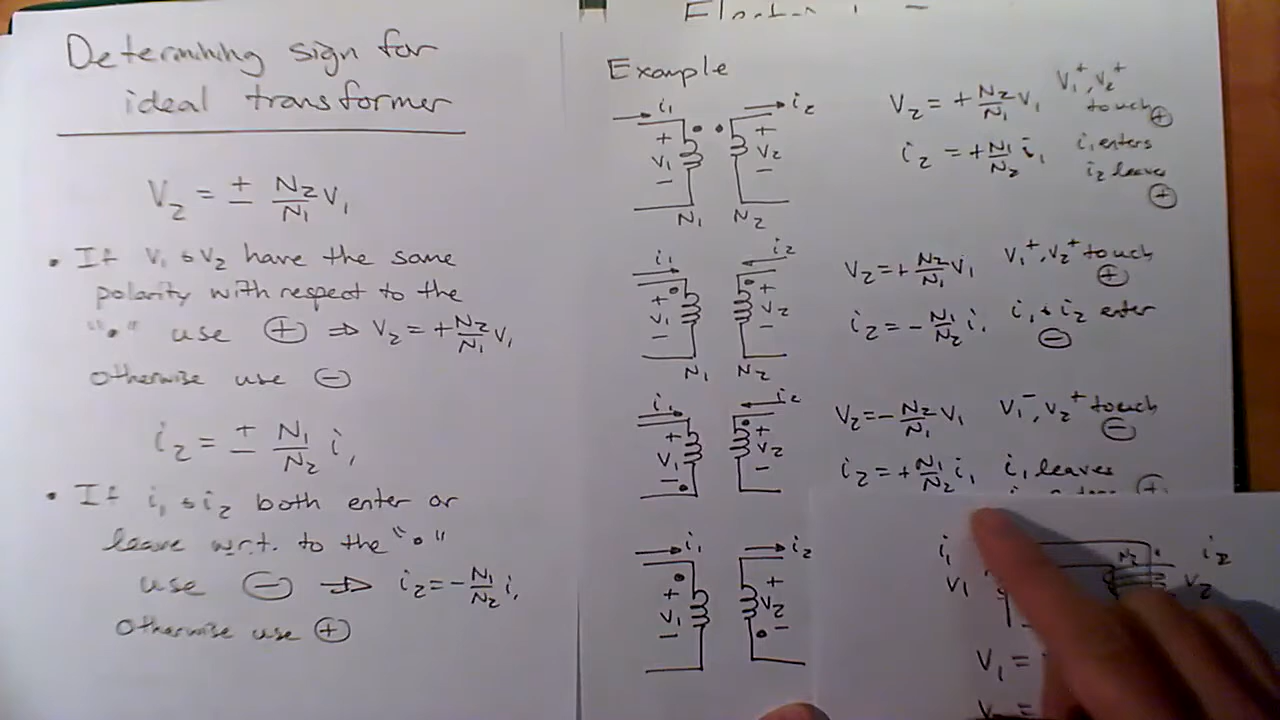 Determining sign for
ideal transformer
V2 = ± N2/N1 V1
• If V1 & V2 have the same
polarity with respect to the
"•" use ⊕ ⇒ V2 = + N2/N1 V1
otherwise use ⊖
i2 = ± N1/N2 i1
• If i1 & i2 both enter or
leave w.r.t. to the "•"
use ⊖ ⇒ i2 = - N1/N2 i1
otherwise use ⊕
Example
i1 i2
+ V1 - + V2 -
N1 N2
V2 = + N2/N1 V1 V1+, V2+
touch ⊕
i2 = + N1/N2 i1 i1 enters
i2 leaves
⊕
i1 i2
+ V1 - + V2 -
N1 N2
V2 = + N2/N1 V1 V1+, V2+ touch
⊕
i2 = - N1/N2 i1 i1 & i2 enter
⊖
i1 i2
+ V1 - + V2 -
V2 = - N2/N1 V1 V1-, V2+ touch
⊖
i2 = + N1/N2 i1 i1 leaves
⊕
i1 i2
+ V1 - + V2 -
i1 N2 i2
V1 V2
V1 =